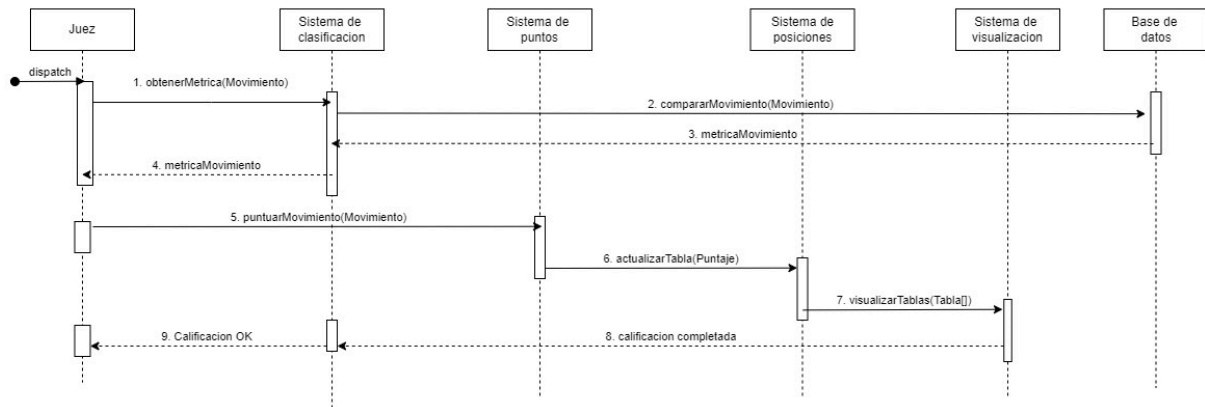 Juez
Sistema de
clasificacion
Sistema de
puntos
Sistema de
posiciones
Sistema de
visualizacion
Base de
datos
dispatch
1. obtenerMetrica(Movimiento)
2. compararMovimiento(Movimiento)
3. metricaMovimiento
4. metricaMovimiento
5. puntuarMovimiento(Movimiento)
6. actualizarTabla(Puntaje)
7. visualizarTablas(Tabla[])
9. Calificacion OK
8. calificacion completada